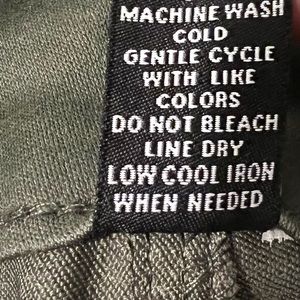 MACHINE WASH
COLD
GENTLE CYCLE
WITH LIKE
COLORS
DO NOT BLEACH
LINE DRY
LOW COOL IRON
WHEN NEEDED